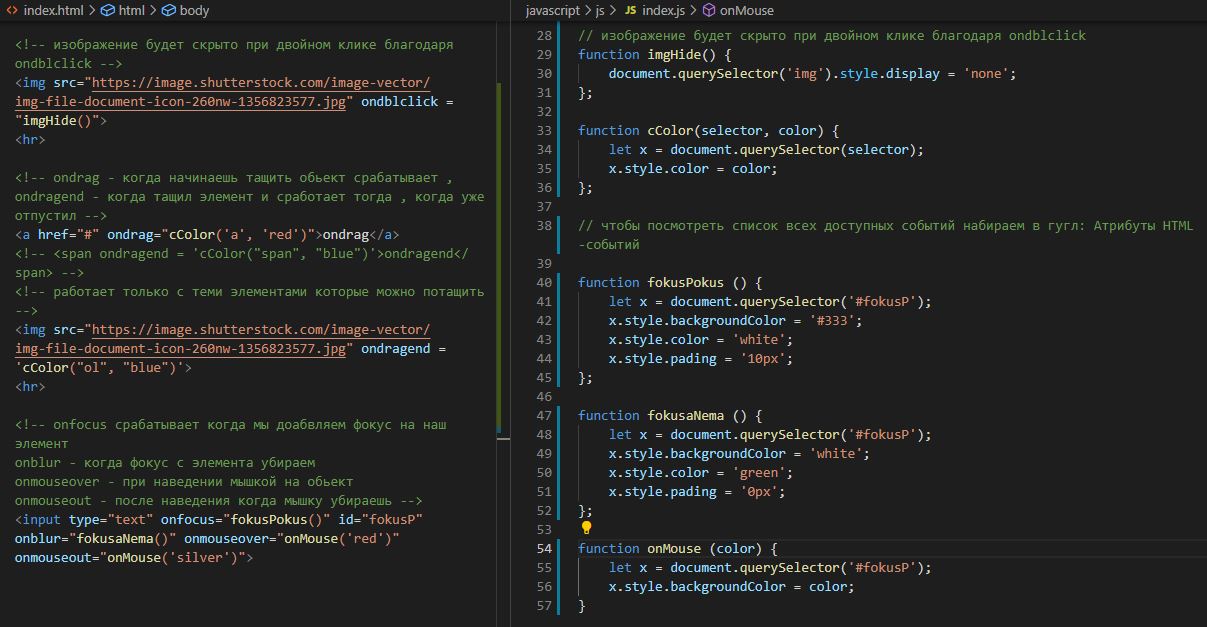 index.html > html > body
<!-- изображение будет скрыто при двойном клике благодаря
ondblclick -->
<img src="https://image.shutterstock.com/image-vector/
img-file-document-icon-260nw-1356823577.jpg" ondblclick =
"imgHide()">
<hr>
<!-- ondrag - когда начинаешь тащить обьект срабатывает ,
ondragend - когда тащил элемент и сработает тогда , когда уже
отпустил -->
<a href="#" ondrag="cColor('a', 'red')">ondrag</a>
<!-- <span ondragend = 'cColor("span", "blue")'>ondragend</
span> -->
<!-- работает только с теми элементами которые можно потащить
-->
<img src="https://image.shutterstock.com/image-vector/
img-file-document-icon-260nw-1356823577.jpg" ondragend =
'cColor("ol", "blue")'>
<hr>
<!-- onfocus срабатывает когда мы доабвляем фокус на наш
элемент
onblur - когда фокус с элемента убираем
onmouseover - при наведении мышкой на обьект
onmouseout - после наведения когда мышку убираешь -->
<input type="text" onfocus="fokusPokus()" id="fokusP"
onblur="fokusaNema()" onmouseover="onMouse('red')"
onmouseout="onMouse('silver')">
javascript > js > JS index.js > onMouse
28 // изображение будет скрыто при двойном клике благодаря ondblclick
29 function imgHide() {
30 document.querySelector('img').style.display = 'none';
31 };
32
33 function cColor(selector, color) {
34 let x = document.querySelector(selector);
35 x.style.color = color;
36 };
37
38 // чтобы посмотреть список всех доступных событий набираем в гугл: Атрибуты HTML
-событий
39
40 function fokusPokus () {
41 let x = document.querySelector('#fokusP');
42 x.style.backgroundColor = '#333';
43 x.style.color = 'white';
44 x.style.pading = '10px';
45 };
46
47 function fokusaNema () {
48 let x = document.querySelector('#fokusP');
49 x.style.backgroundColor = 'white';
50 x.style.color = 'green';
51 x.style.pading = '0px';
52 };
53
54 function onMouse (color) {
55 let x = document.querySelector('#fokusP');
56 x.style.backgroundColor = color;
57 }